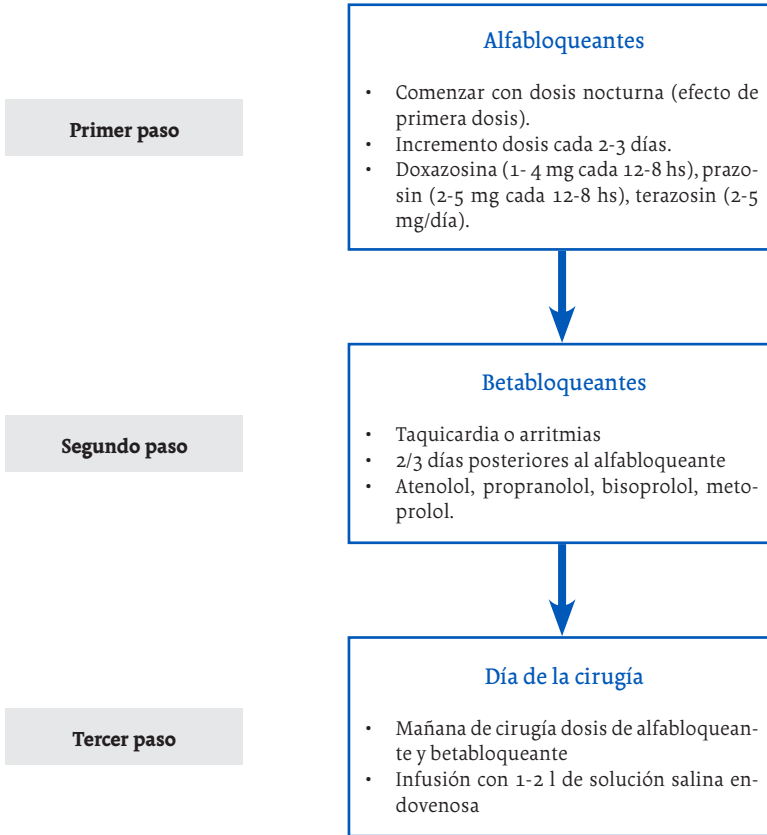 Alfabloqueantes
Primer paso
• Comenzar con dosis nocturna (efecto de
primera dosis).
• Incremento dosis cada 2-3 días.
• Doxazosina (1- 4 mg cada 12-8 hs), prazo-
sin (2-5 mg cada 12-8 hs), terazosin (2-5
mg/día).
Betabloqueantes
Segundo paso
• Taquicardia o arritmias
• 2/3 días posteriores al alfabloqueante
• Atenolol, propranolol, bisoprolol, meto-
prolol.
Día de la cirugía
Tercer paso
• Mañana de cirugía dosis de alfabloquean-
te y betabloqueante
• Infusión con 1-2 l de solución salina en-
dovenosa